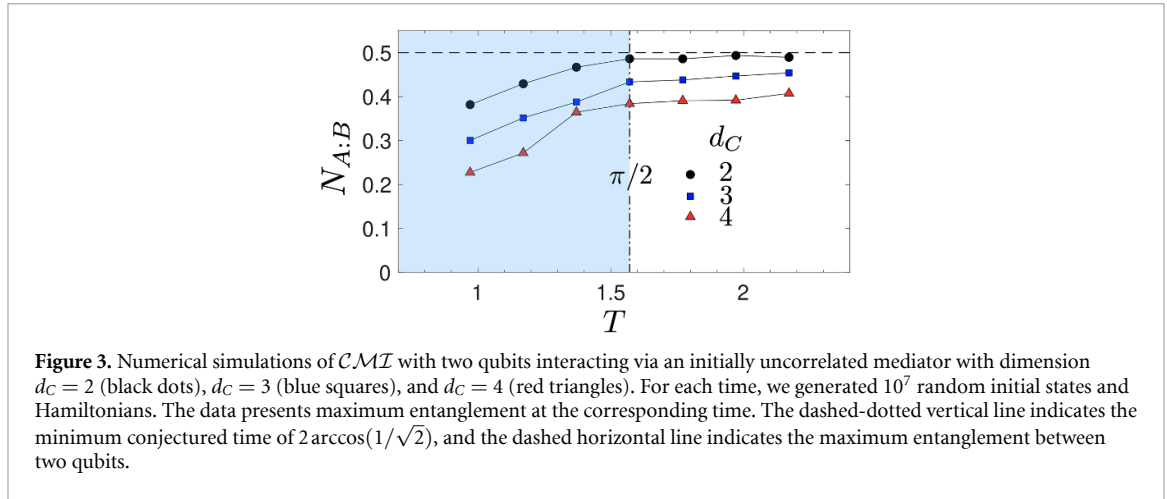 0.5
0.4
0.3
0.2
0.1
0
N_{A:B}
π/2
d_C
2
3
4
1
1.5
2
T
Figure 3. Numerical simulations of 𝒞ℳℐ with two qubits interacting via an initially uncorrelated mediator with dimension
d_C = 2 (black dots), d_C = 3 (blue squares), and d_C = 4 (red triangles). For each time, we generated 10^7 random initial states and
Hamiltonians. The data presents maximum entanglement at the corresponding time. The dashed-dotted vertical line indicates the
minimum conjectured time of 2 arccos(1/√2), and the dashed horizontal line indicates the maximum entanglement between
two qubits.